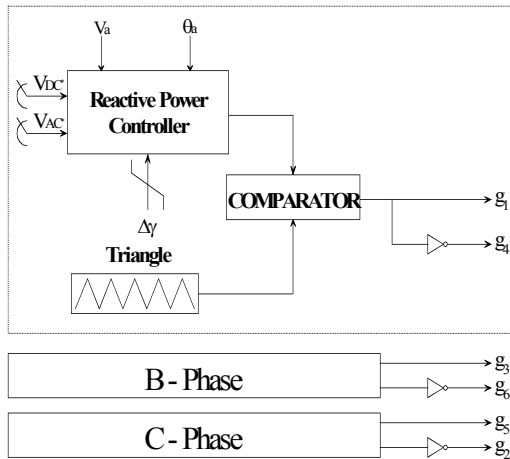 Va θa
VDC*
Reactive Power
Controller
VAC*
COMPARATOR
g1
Δγ
g4
Triangle
B - Phase
g3
g6
C - Phase
g5
g2